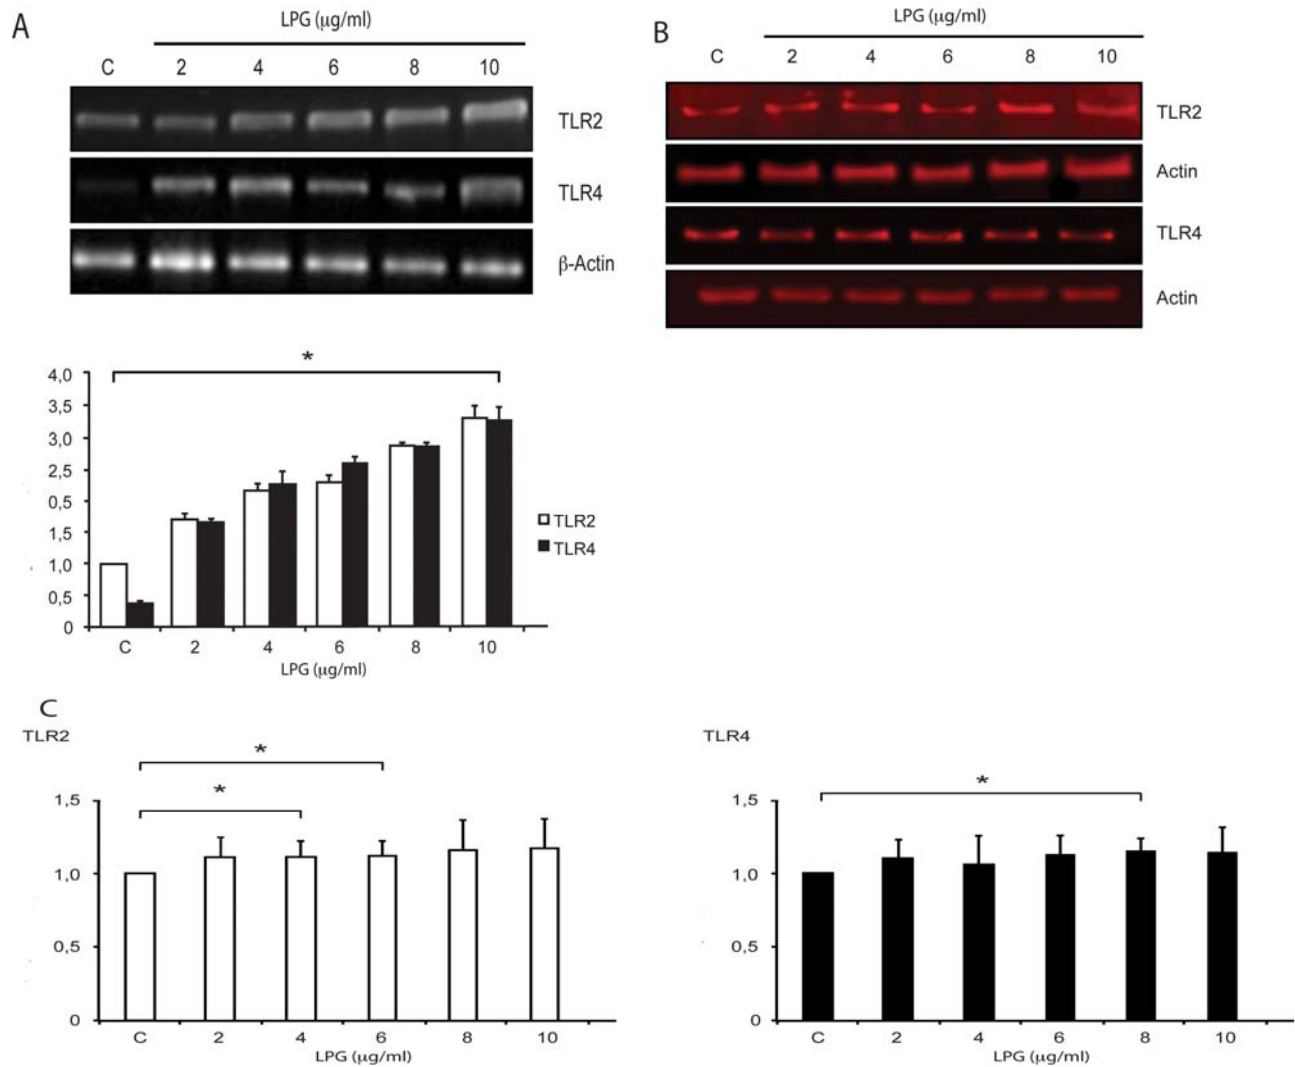 A
LPG (μg/ml)
C 2 4 6 8 10
TLR2
TLR4
β-Actin
B
LPG (μg/ml)
C 2 4 6 8 10
TLR2
Actin
TLR4
Actin
*
4,0
3,5
3,0
2,5
0,5
1,5
1,0
0,5
0
TLR2
TLR4
C 2 4 6 8 10
LPG (μg/ml)
C
TLR2
*
*
1,5
1,0
0,5
0
C 2 4 6 8 10
LPG (μg/ml)
TLR4
*
1,5
1,0
0,5
0
C 2 4 6 8 10
LPG (μg/ml)